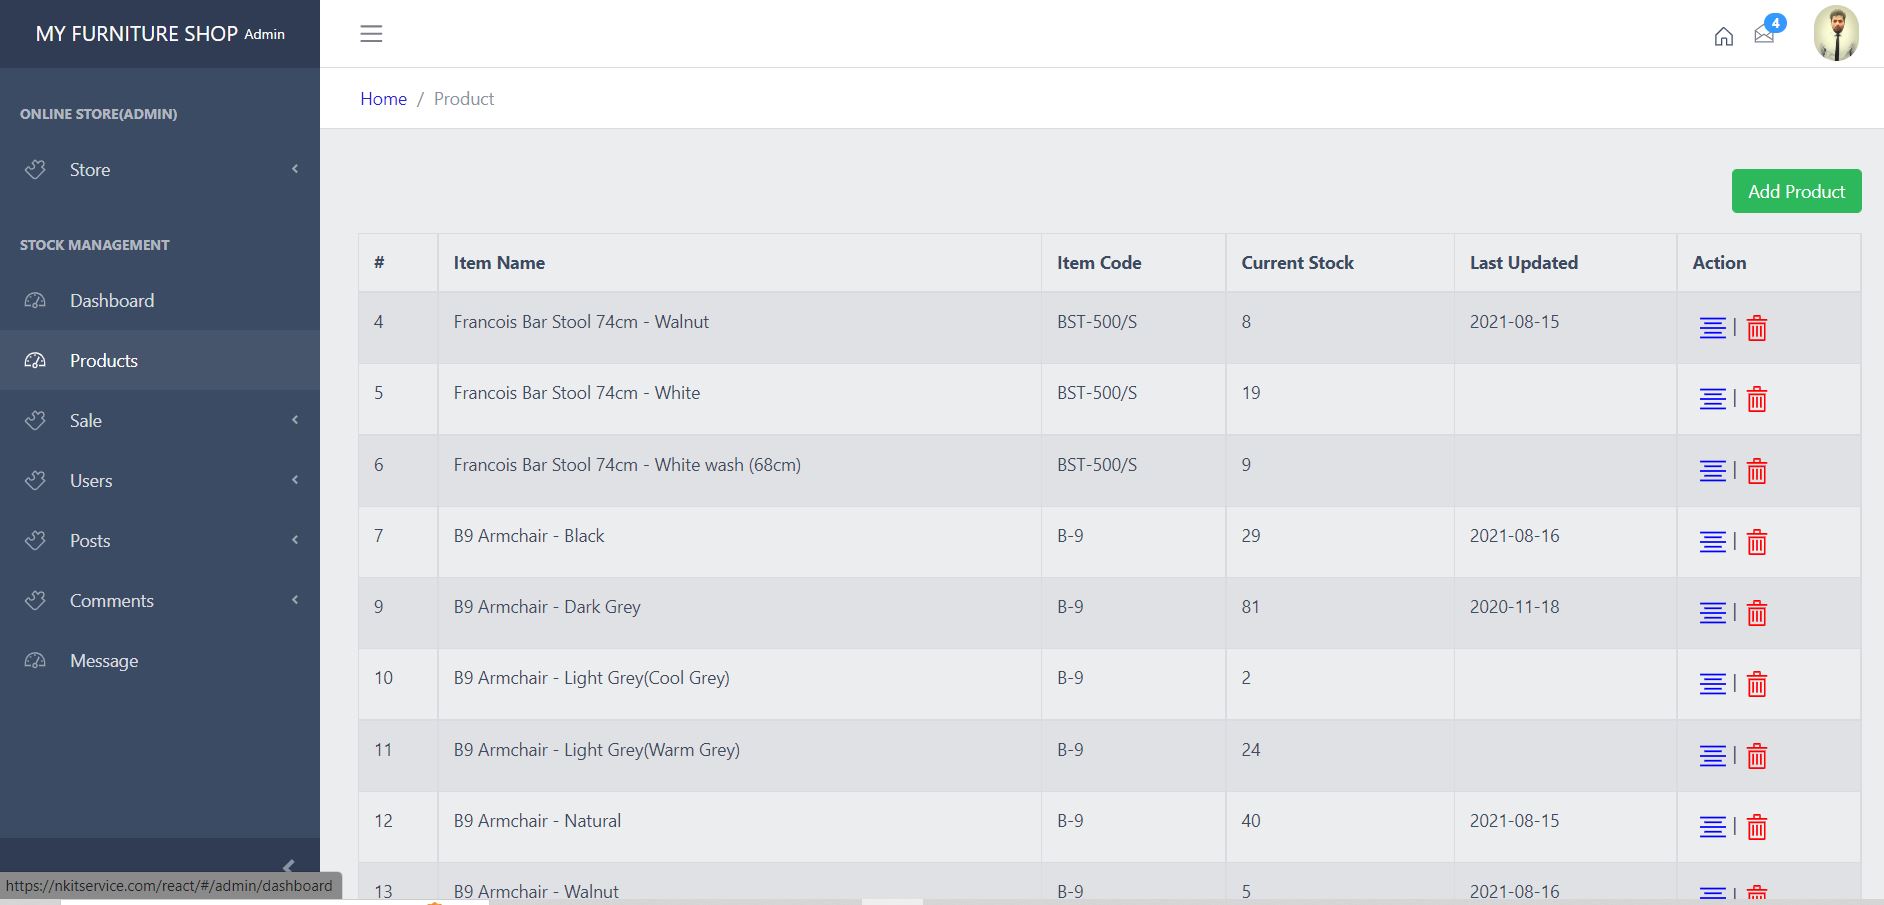 MY FURNITURE SHOP Admin
4
Home / Product
ONLINE STORE(ADMIN)
Store
STOCK MANAGEMENT
Dashboard
Products
Sale
Users
Posts
Comments
Message
Add Product
# Item Name Item Code Current Stock Last Updated Action
4 Francois Bar Stool 74cm - Walnut BST-500/S 8 2021-08-15 |
5 Francois Bar Stool 74cm - White BST-500/S 19 |
6 Francois Bar Stool 74cm - White wash (68cm) BST-500/S 9 |
7 B9 Armchair - Black B-9 29 2021-08-16 |
9 B9 Armchair - Dark Grey B-9 81 2020-11-18 |
10 B9 Armchair - Light Grey(Cool Grey) B-9 2 |
11 B9 Armchair - Light Grey(Warm Grey) B-9 24 |
12 B9 Armchair - Natural B-9 40 2021-08-15 |
13 B9 Armchair - Walnut B-9 5 2021-08-16 |
https://nkitservice.com/react/#/admin/dashboard